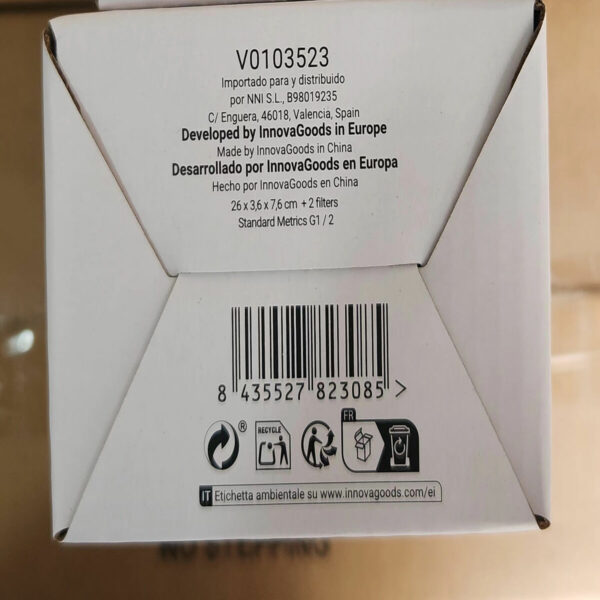 V0103523
Importado para y distribuido
por NNI S.L., B98019235
C/ Enguera, 46018, Valencia, Spain
Developed by InnovaGoods in Europe
Made by InnovaGoods in China
Desarrollado por InnovaGoods en Europa
Hecho por InnovaGoods en China
26 x 3,6 x 7,6 cm + 2 filters
Standard Metrics G1 / 2
8 435527 823085 >
®
RECYCLE
FR
IT Etichetta ambientale su www.innovagoods.com/ei